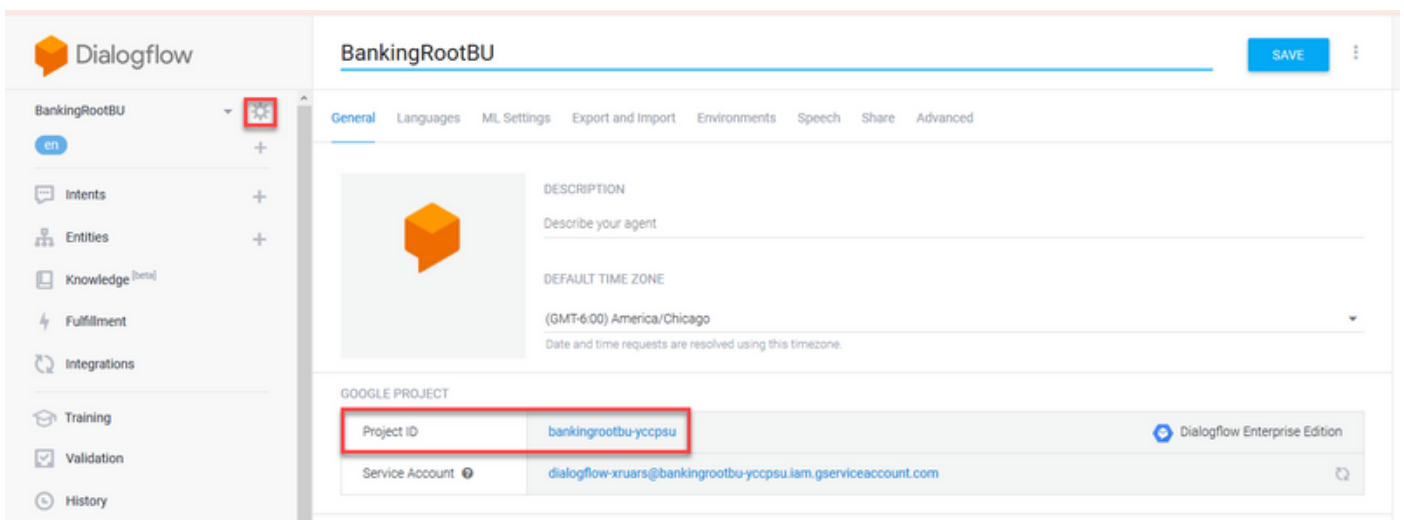 Dialogflow
BankingRootBU
SAVE
BankingRootBU
en
Intents
Entities
Knowledge [beta]
Fulfillment
Integrations
Training
Validation
History
General Languages ML Settings Export and Import Environments Speech Share Advanced
DESCRIPTION
Describe your agent
DEFAULT TIME ZONE
(GMT-6:00) America/Chicago
Date and time requests are resolved using this timezone.
GOOGLE PROJECT
Project ID bankingrootbu-yccpsu Dialogflow Enterprise Edition
Service Account dialogflow-xruars@bankingrootbu-yccpsu.iam.gserviceaccount.com